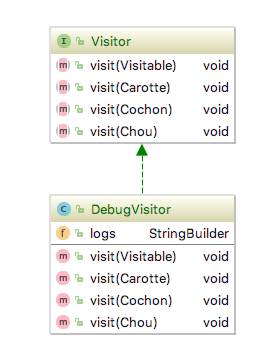 I Visitor
m visit(Visitable) void
m visit(Carotte) void
m visit(Cochon) void
m visit(Chou) void
C DebugVisitor
f logs StringBuilder
m visit(Visitable) void
m visit(Carotte) void
m visit(Cochon) void
m visit(Chou) void